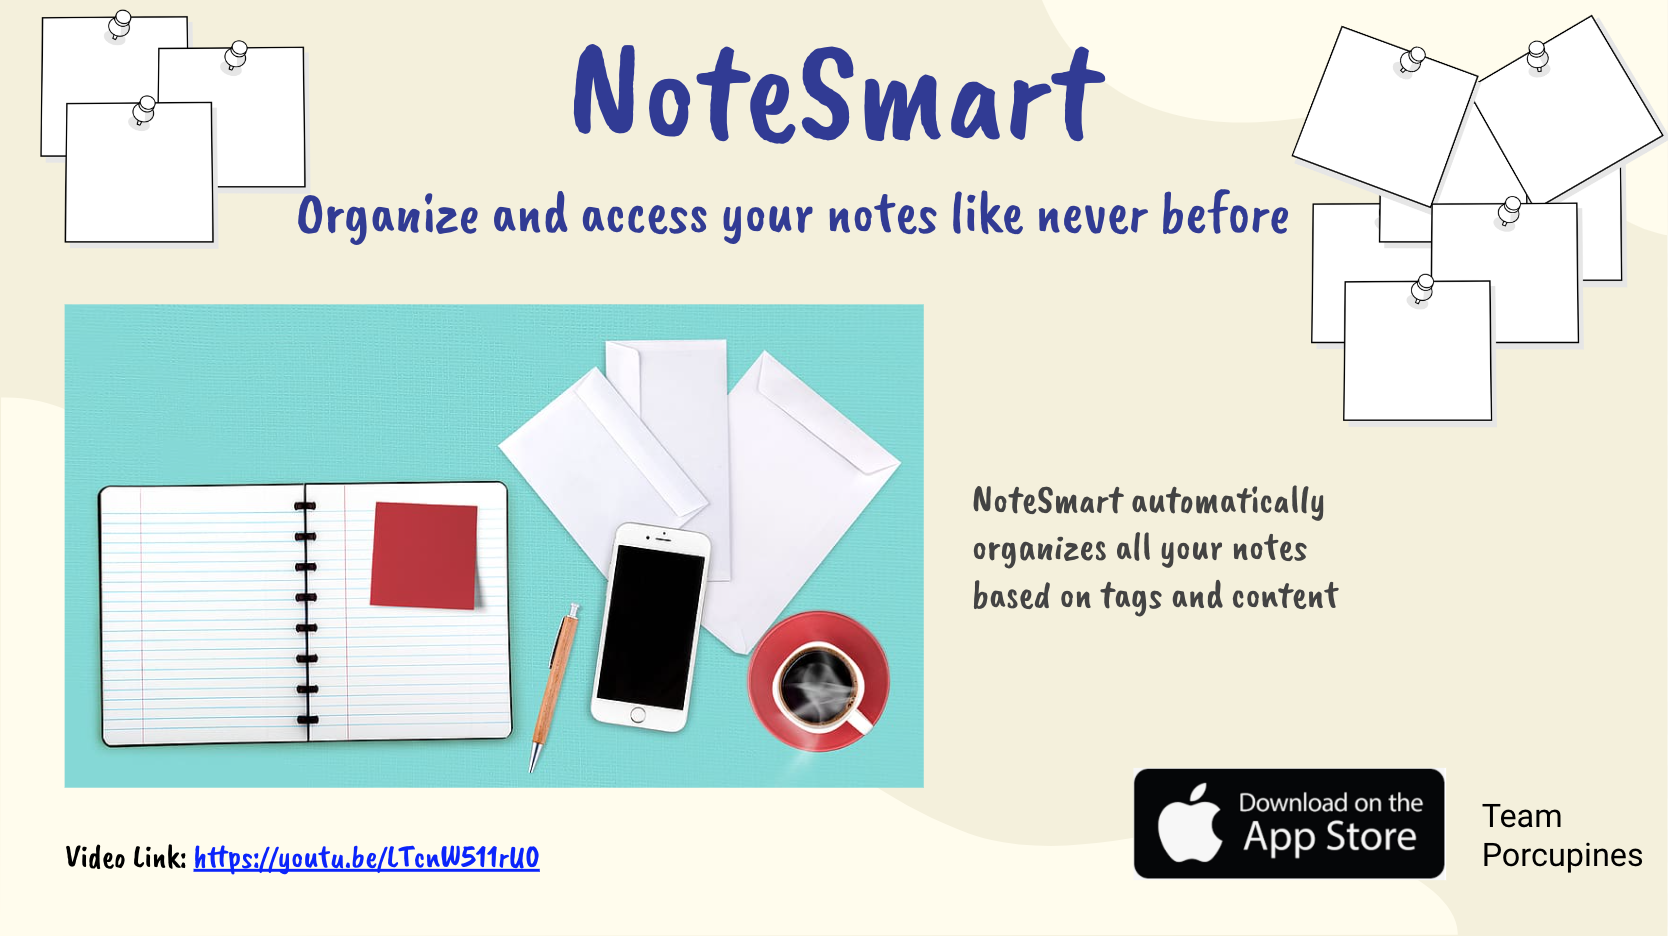 NoteSmart
Organize and access your notes like never before
NoteSmart automatically
organizes all your notes
based on tags and content
Download on the
App Store
Team
Porcupines
Video Link: https://youtu.be/LTcnW511rU0